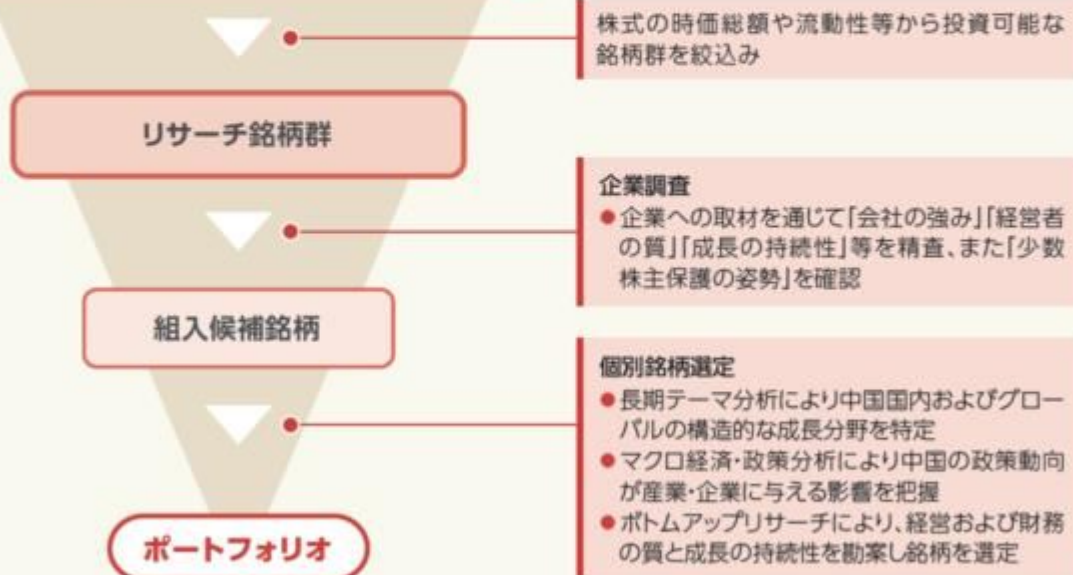 株式の時価総額や流動性等から投資可能な
銘柄群を絞込み
リサーチ銘柄群
企業調査
●企業への取材を通じて「会社の強み」「経営者
の質」「成長の持続性」等を精査、また「少数
株主保護の姿勢」を確認
組入候補銘柄
個別銘柄選定
●長期テーマ分析により中国国内およびグロー
バルの構造的な成長分野を特定
●マクロ経済・政策分析により中国の政策動向
が産業・企業に与える影響を把握
●ボトムアップリサーチにより、経営および財務
の質と成長の持続性を勘案し銘柄を選定
ポートフォリオ